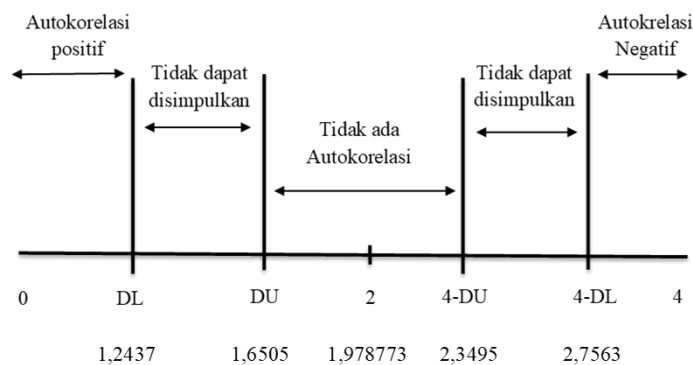 Autokorelasi
positif
Tidak dapat
disimpulkan
Tidak ada
Autokorelasi
Tidak dapat
disimpulkan
Autokrelasi
Negatif
0 DL DU 2 4-DU 4-DL 4
1,2437 1,6505 1,978773 2,3495 2,7563